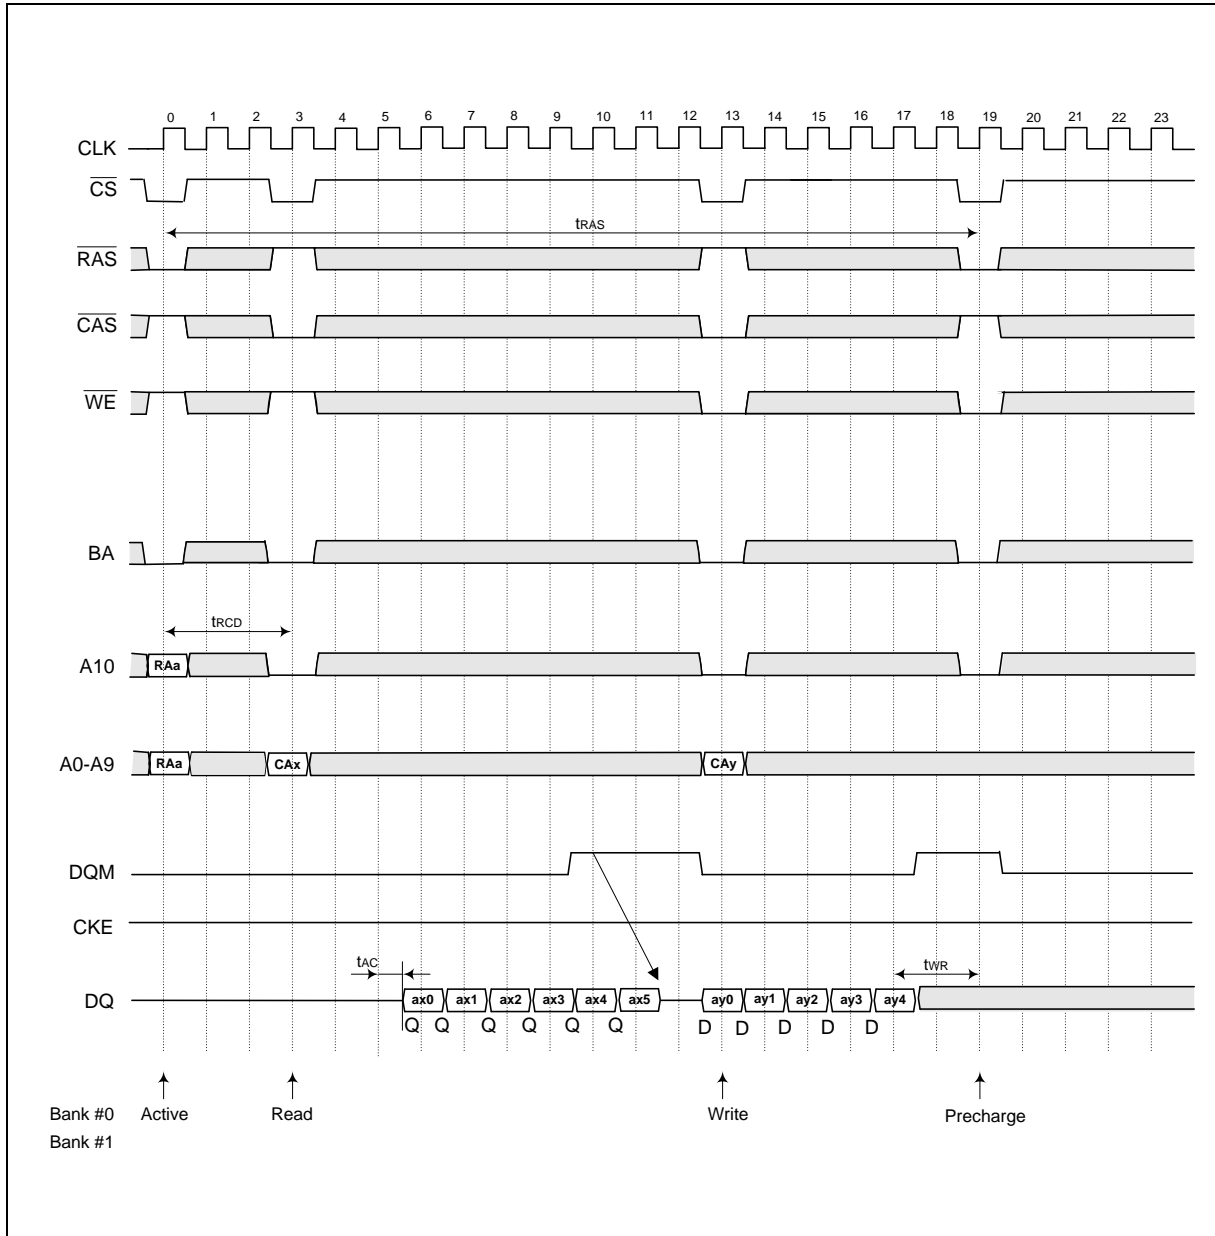 0 1 2 3 4 5 6 7 8 9 10 11 12 13 14 15 16 17 18 19 20 21 22 23
CLK
CS
tRAS
RAS
CAS
WE
BA
tRCD
A10 RAa
A0-A9 RAa CAx CAy
DQM
CKE
tAC tWR
DQ ax0 ax1 ax2 ax3 ax4 ax5 ay0 ay1 ay2 ay3 ay4
Q Q Q Q Q Q D D D D D
Bank #0 Active Read Write Precharge
Bank #1